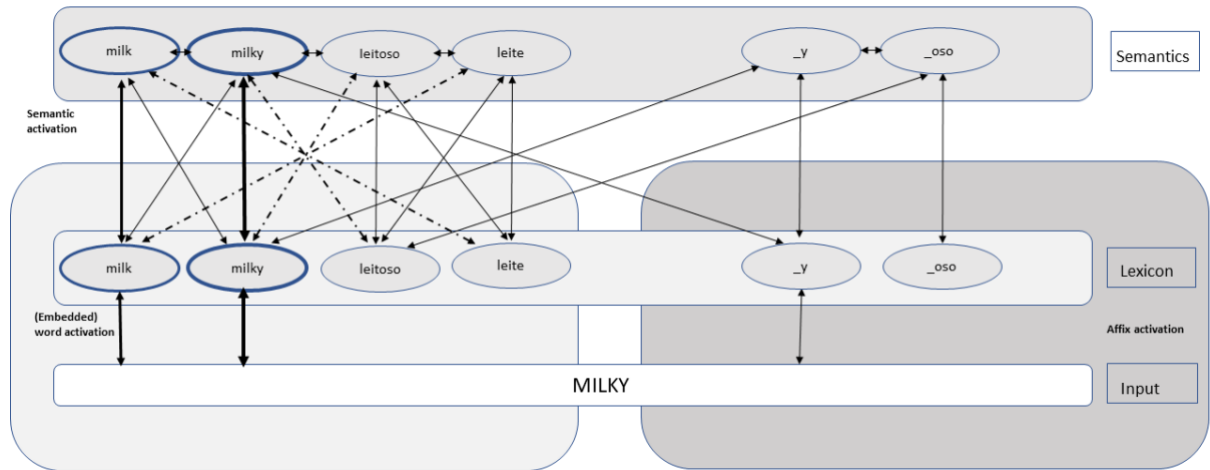 milk
milky
leitoso
leite
_y
_oso
Semantics
Semantic
activation
milk
milky
leitoso
leite
_y
_oso
Lexicon
(Embedded)
word activation
Affix activation
MILKY
Input